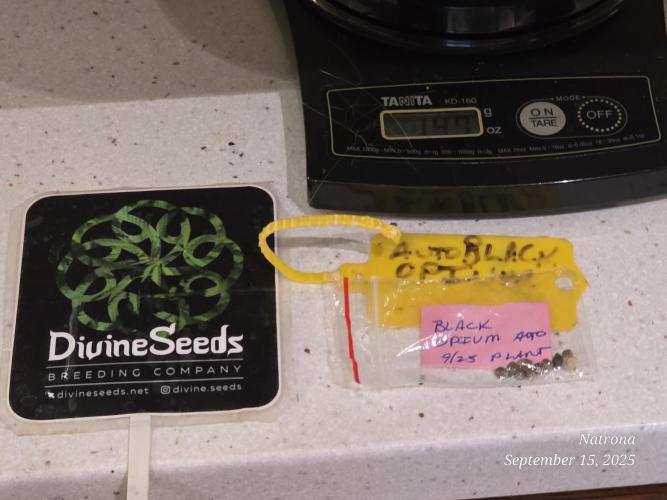 TANITA KD-160
g
oz
MODE
ON
TARE
OFF
DivineSeeds
BREEDING COMPANY
divineseeds.net divine.seeds
AUTO BLACK
BLACK
OPIUM AUTO
9/25 PLANT
Natrona
September 15, 2025